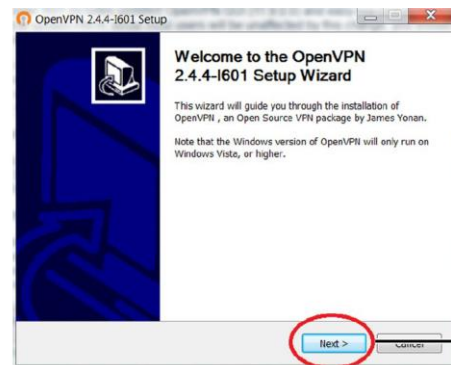 OpenVPN 2.4.4-I601 Setup
Welcome to the OpenVPN
2.4.4-I601 Setup Wizard
This wizard will guide you through the installation of
OpenVPN , an Open Source VPN package by James Yonan.
Note that the Windows version of OpenVPN will only run on
Windows Vista, or higher.
Next >
Cancel